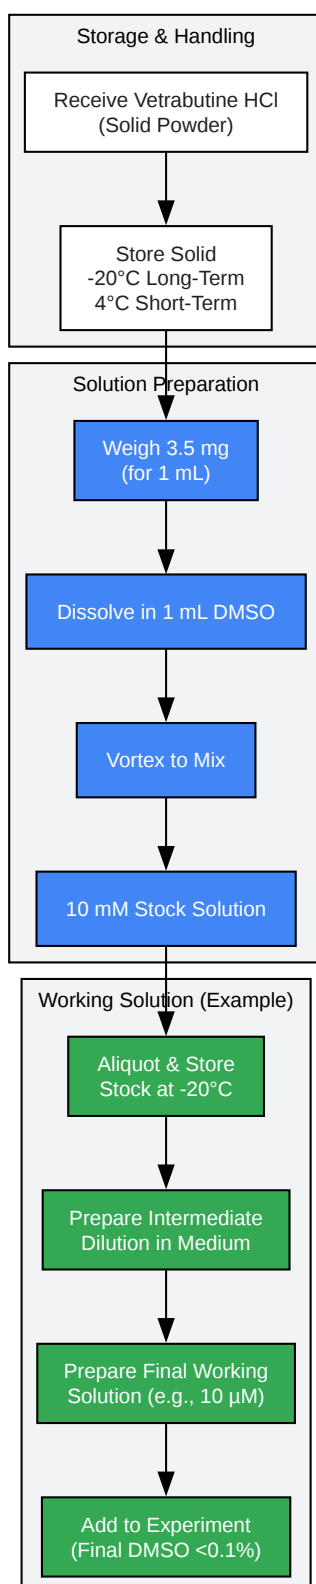 Storage & Handling
Receive Vetrabutine HCl
(Solid Powder)
Store Solid
-20°C Long-Term
4°C Short-Term
Solution Preparation
Weigh 3.5 mg
(for 1 mL)
Dissolve in 1 mL DMSO
Vortex to Mix
10 mM Stock Solution
Working Solution (Example)
Aliquot & Store
Stock at -20°C
Prepare Intermediate
Dilution in Medium
Prepare Final Working
Solution (e.g., 10 µM)
Add to Experiment
(Final DMSO <0.1%)